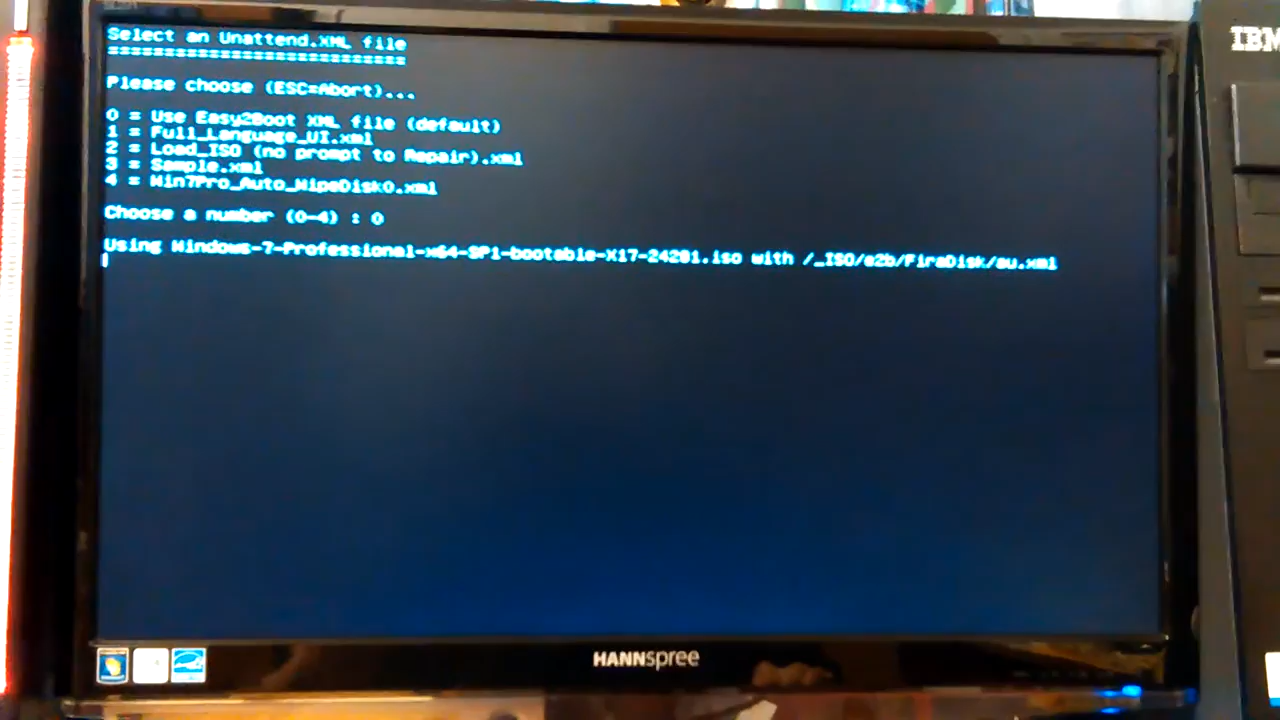 Select an Unattend.XML file
===========================
Please choose (ESC=Abort)...
0 = Use Easy2Boot XML file (default)
1 = Full_Language_UI.xml
2 = Load_ISO (no prompt to Repair).xml
3 = Sample.xml
4 = Win7Pro_Auto_WipeDisk0.xml
Choose a number (0-4) : 0
Using Windows-7-Professional-x64-SP1-bootable-X17-24281.iso with /_ISO/e2b/FiraDisk/au.xml
HANNspree
IBM